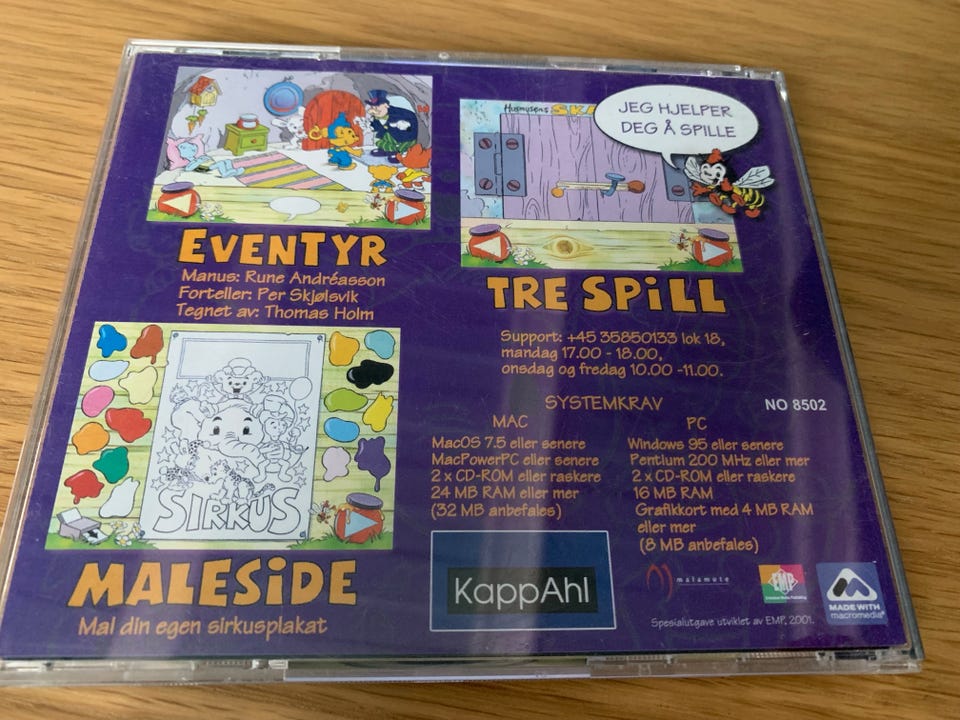 Husmusens SK
JEG HJELPER
DEG Å SPILLE
EVENTYR
Manus: Rune Andréasson
Forteller: Per Skjølsvik
Tegnet av: Thomas Holm
TRE SPILL
Support: +45 35850133 lok 18,
mandag 17.00 - 18.00,
onsdag og fredag 10.00 -11.00.
SIRKUS
MALESIDE
Mal din egen sirkusplakat
SYSTEMKRAV
NO 8502
MAC
MacOS 7.5 eller senere
MacPowerPC eller senere
2 x CD-ROM eller raskere
24 MB RAM eller mer
(32 MB anbefales)
PC
Windows 95 eller senere
Pentium 200 MHz eller mer
2 x CD-ROM eller raskere
16 MB RAM
Grafikkort med 4 MB RAM
eller mer
(8 MB anbefales)
KappAhl
malamute
EMP
MADE WITH
macromedia
Spesialutgave utviklet av EMP, 2001.